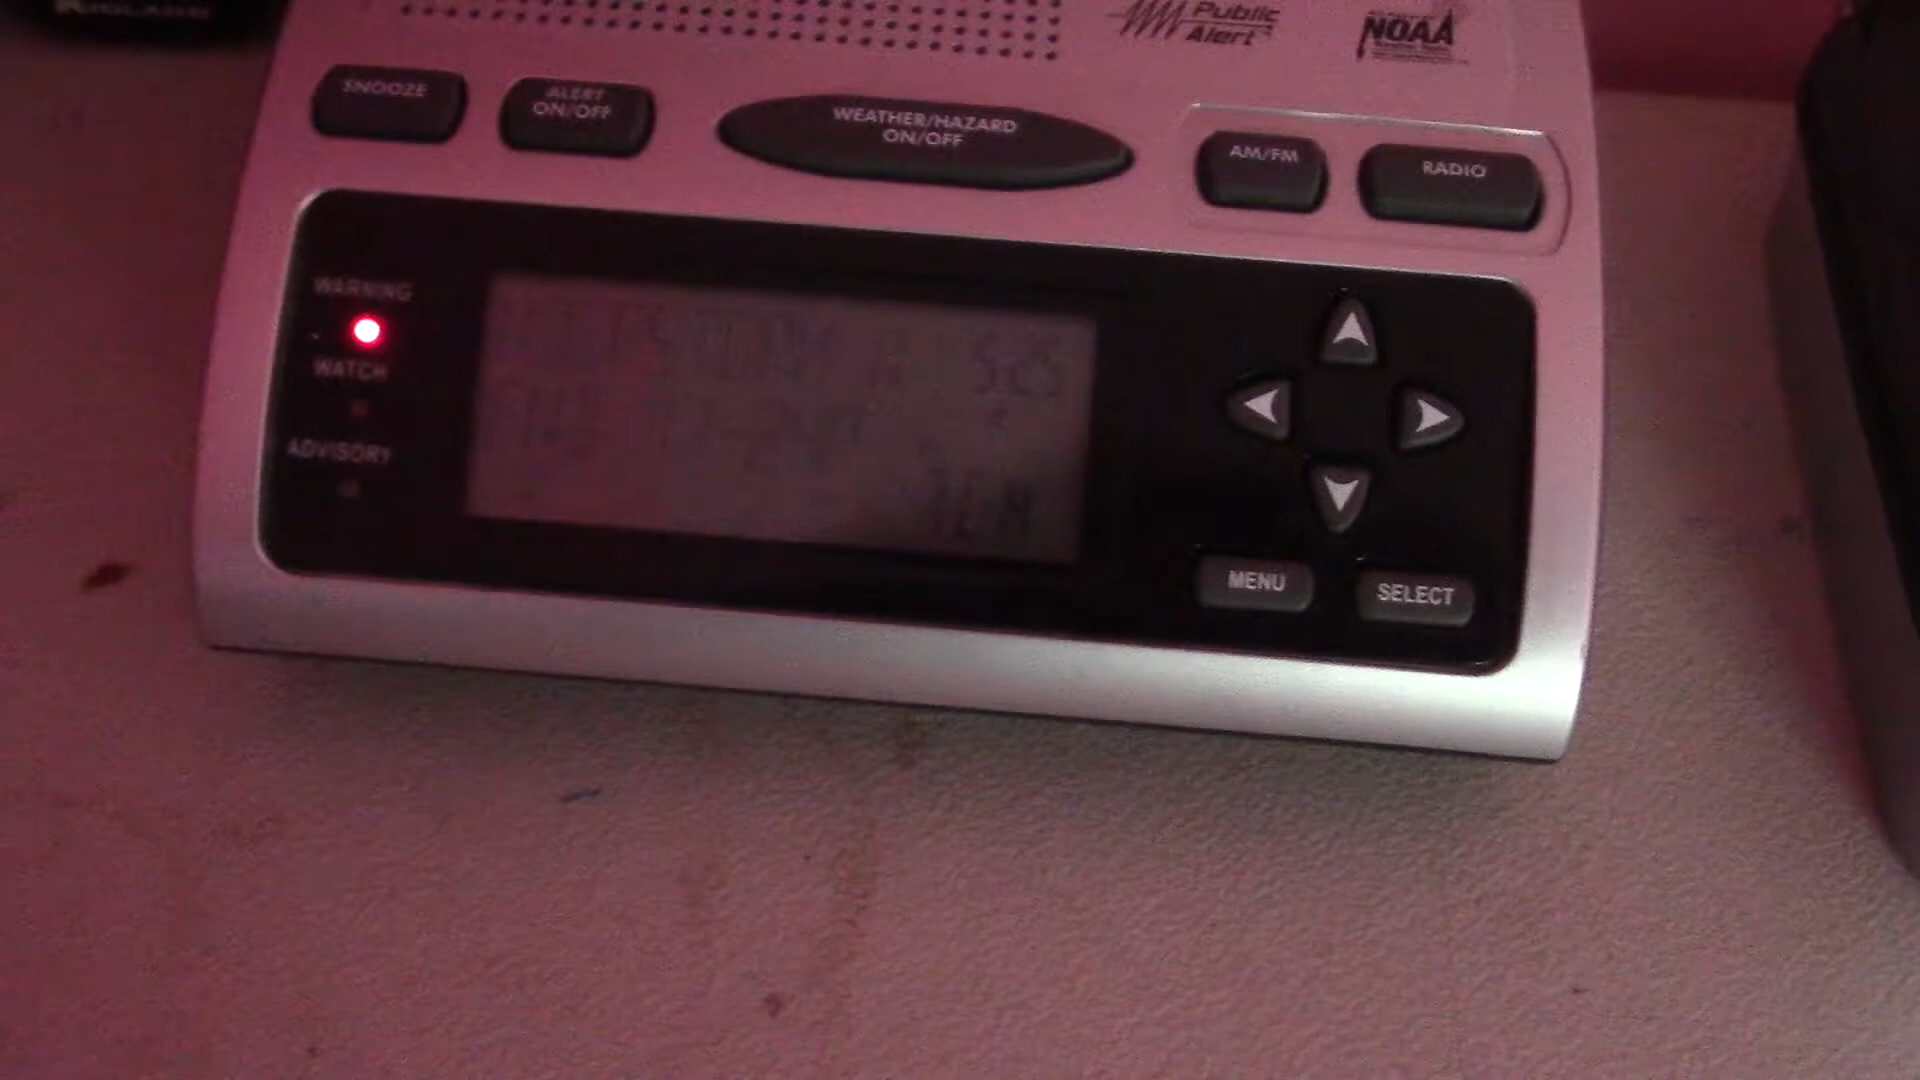 MIDLAND
Public
Alert
NOAA
SNOOZE
ALERT
ON/OFF
WEATHER/HAZARD
ON/OFF
AM/FM
RADIO
WARNING
WATCH
ADVISORY
MENU
SELECT